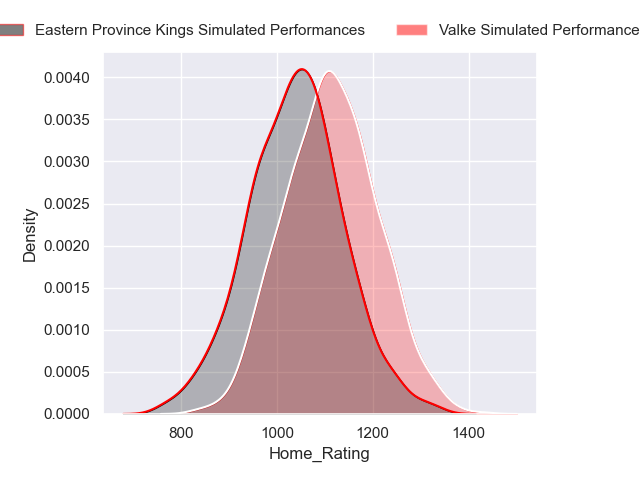 Eastern Province Kings Simulated Performances
Valke Simulated Performance
0.0040
0.0035
0.0030
0.0025
0.0020
0.0015
0.0010
0.0005
0.0000
Density
800 1000 1200 1400
Home_Rating